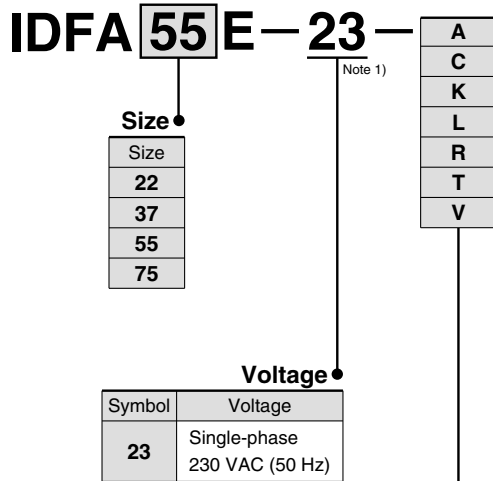 IDFA 55 E — 23 —
Note 1)
A
C
K
L
R
T
V
Size
Size
22
37
55
75
Voltage
Symbol Voltage
23 Single-phase
230 VAC (50 Hz)